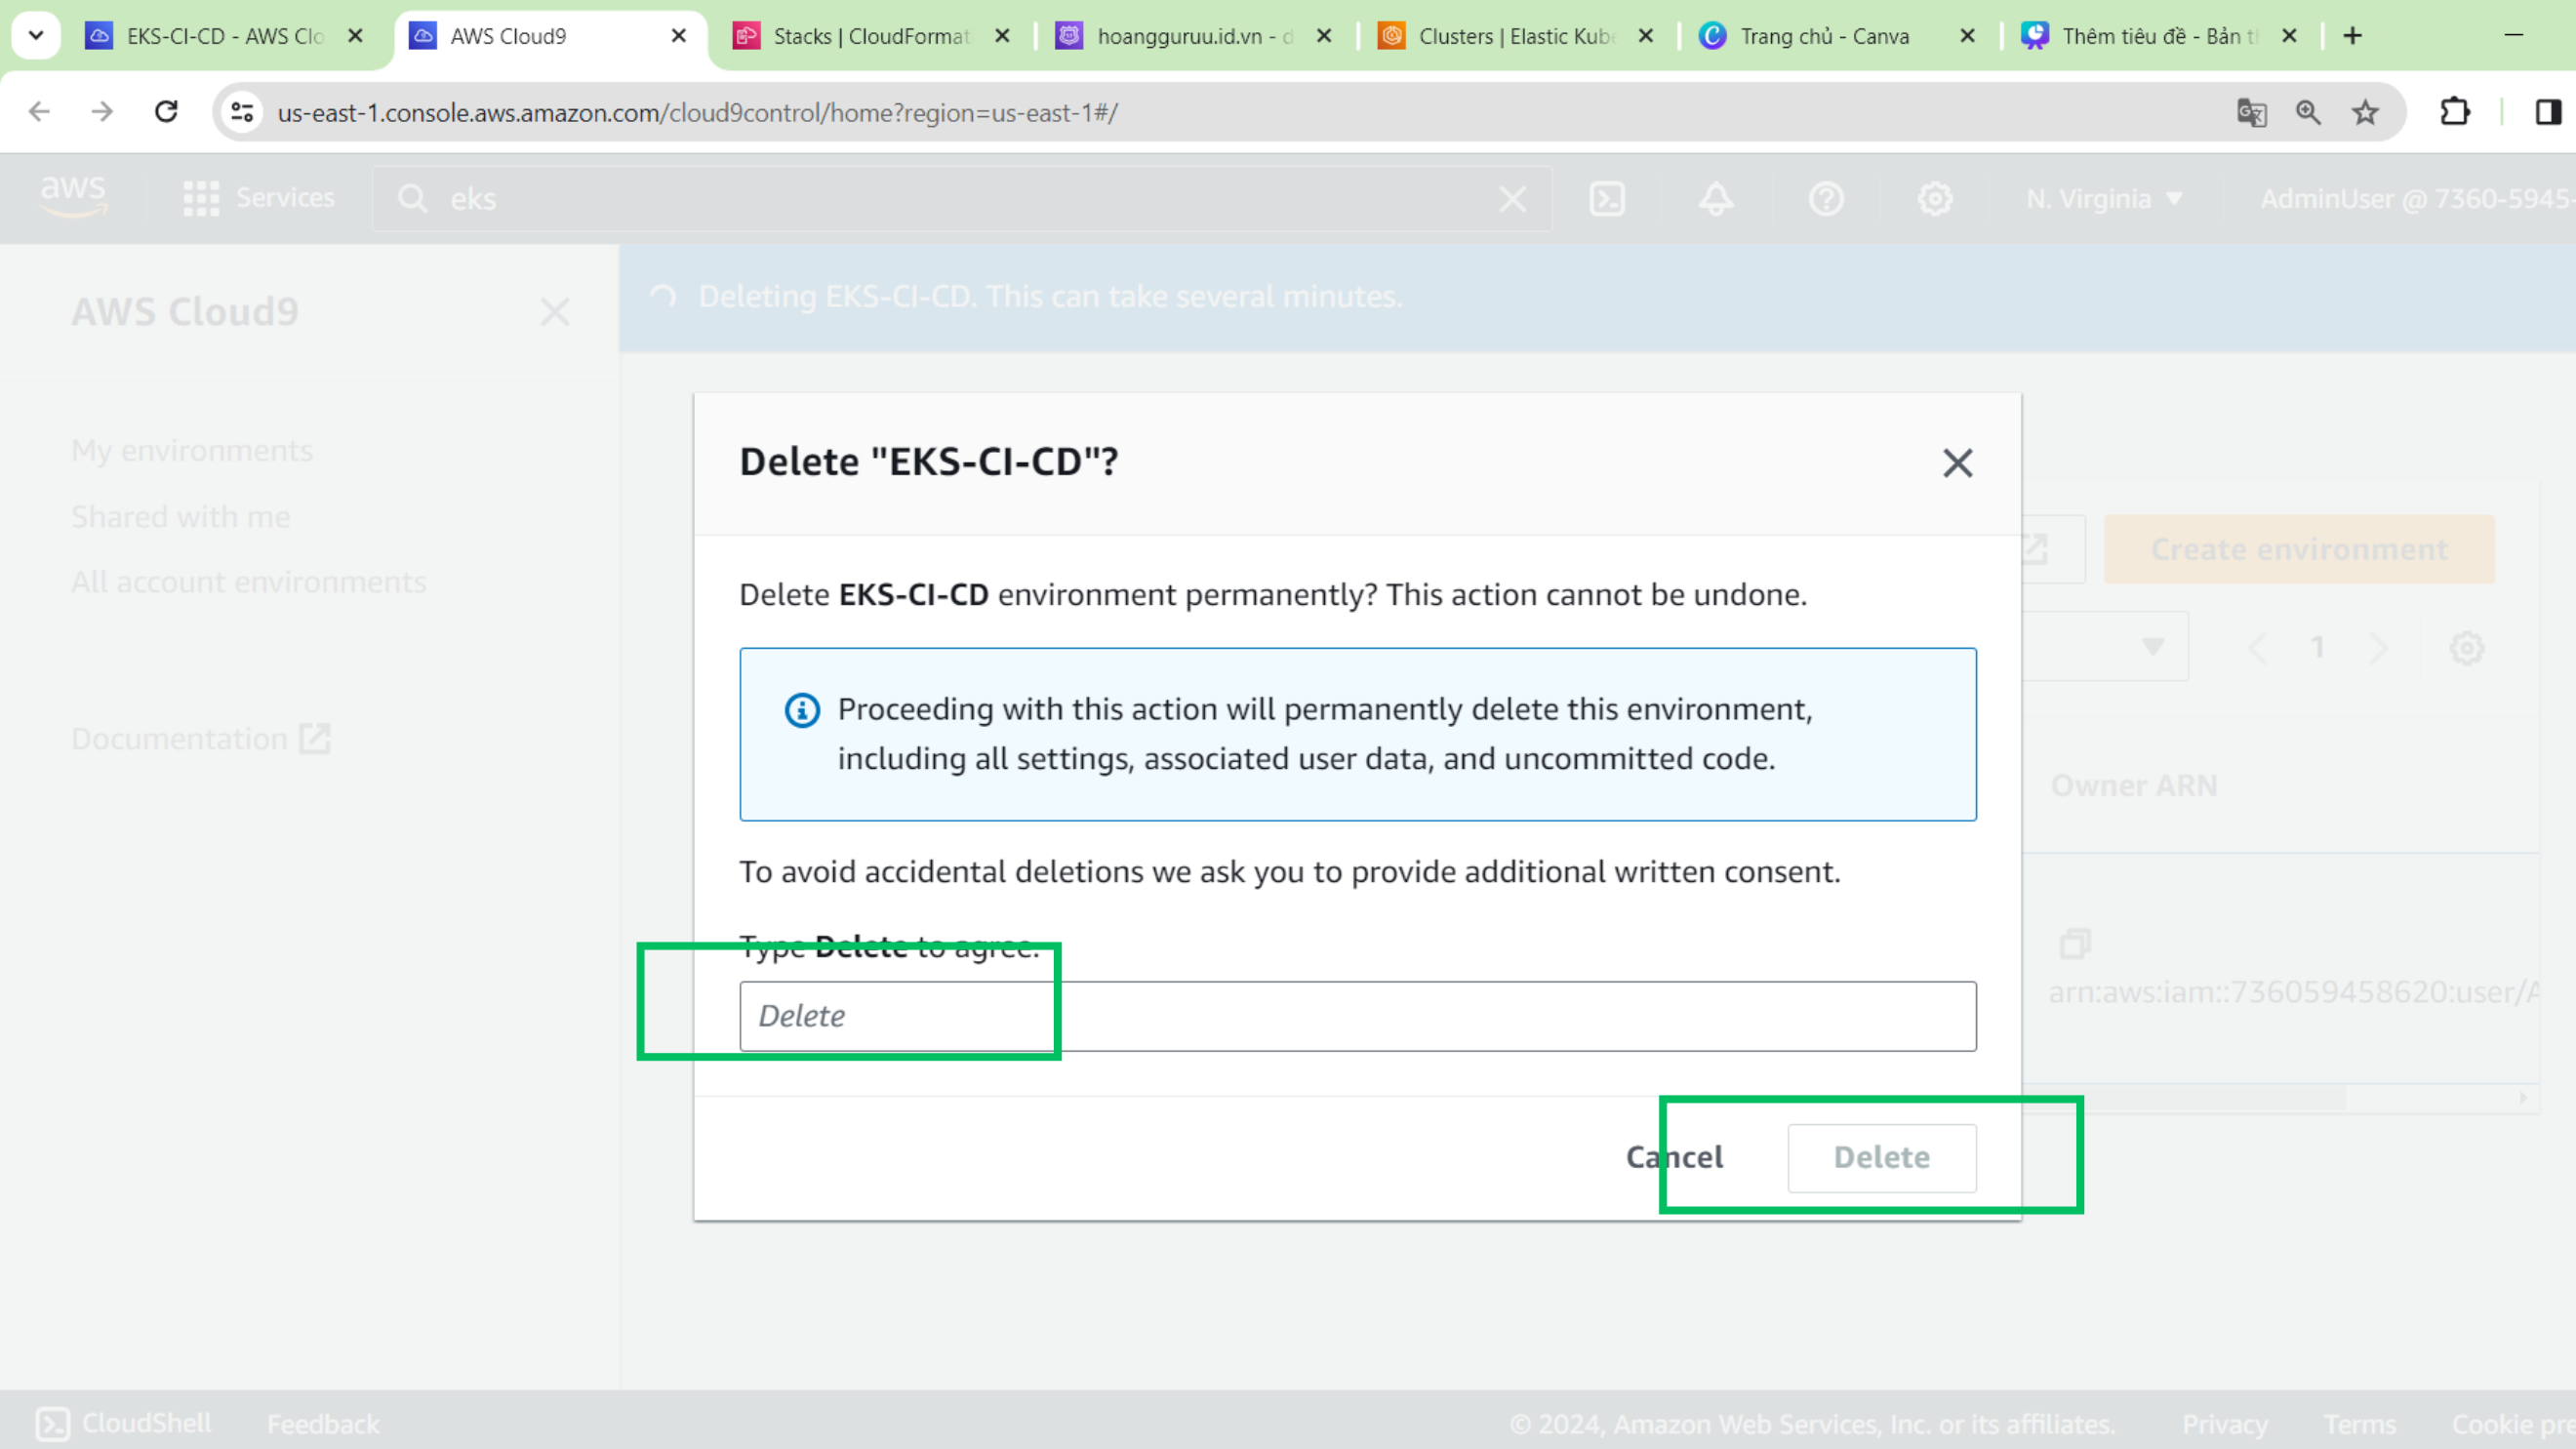 EKS-CI-CD - AWS Clo
AWS Cloud9
Stacks | CloudFormat
hoangguruu.id.vn - d
Clusters | Elastic Kube
Trang chủ - Canva
Thêm tiêu đề - Bản th
us-east-1.console.aws.amazon.com/cloud9control/home?region=us-east-1#/
aws
Services
eks
N. Virginia
AdminUser @ 7360-5945-
AWS Cloud9
Deleting EKS-CI-CD. This can take several minutes.
My environments
Shared with me
All account environments
Documentation
Delete "EKS-CI-CD"?
Delete EKS-CI-CD environment permanently? This action cannot be undone.
Proceeding with this action will permanently delete this environment,
including all settings, associated user data, and uncommitted code.
To avoid accidental deletions we ask you to provide additional written consent.
Type Delete to agree.
Delete
Cancel
Delete
Create environment
1
Owner ARN
arn:aws:iam::736059458620:user/A
CloudShell
Feedback
© 2024, Amazon Web Services, Inc. or its affiliates.
Privacy
Terms
Cookie pre